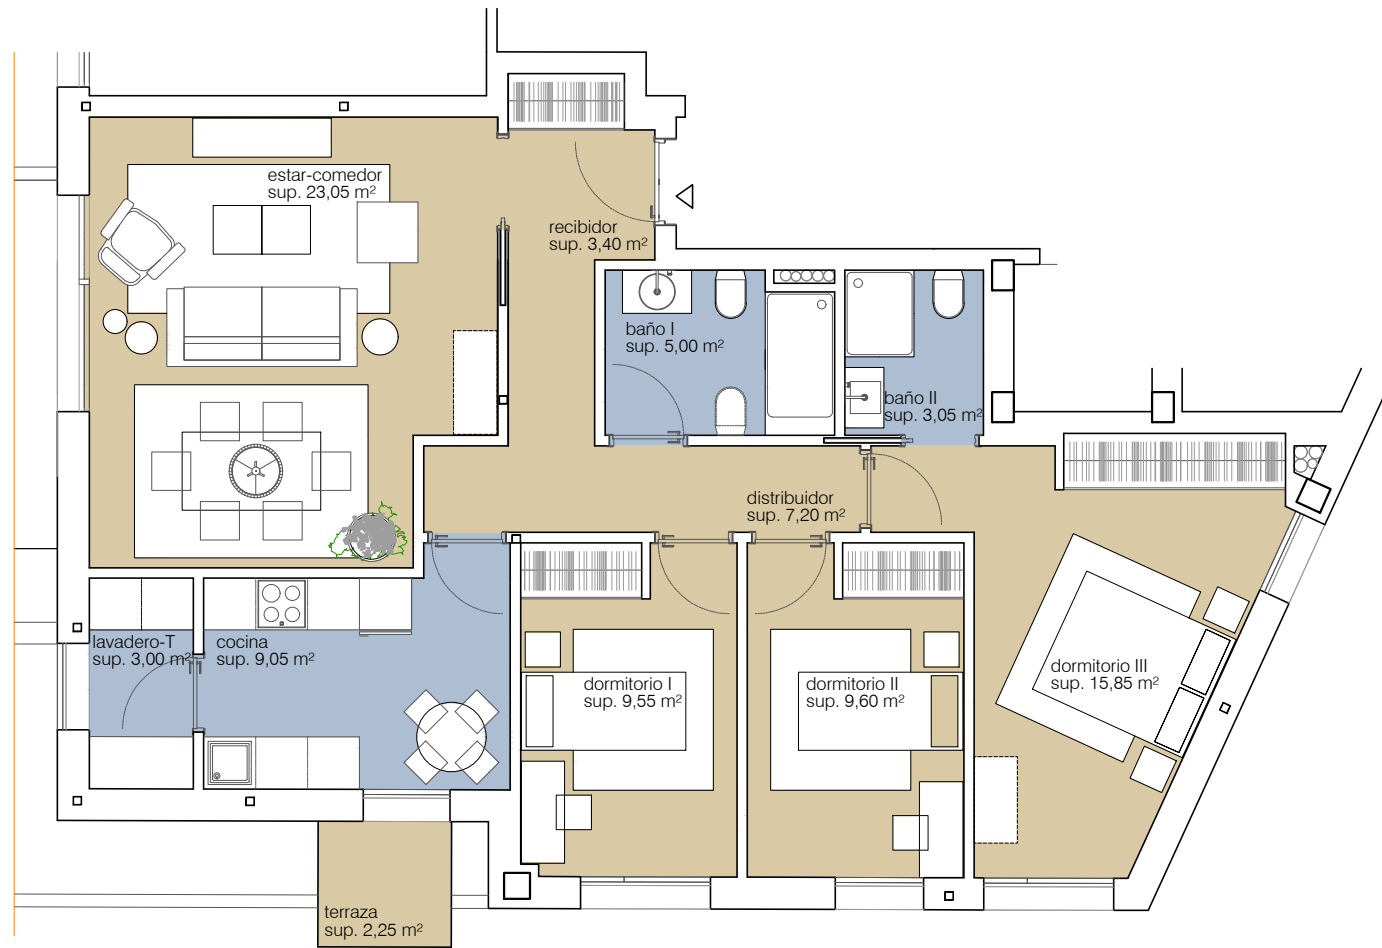 estar-comedor
sup. 23,05 m²
recibidor
sup. 3,40 m²
baño I
sup. 5,00 m²
baño II
sup. 3,05 m²
distribuidor
sup. 7,20 m²
lavadero-T
sup. 3,00 m²
cocina
sup. 9,05 m²
dormitorio I
sup. 9,55 m²
dormitorio II
sup. 9,60 m²
dormitorio III
sup. 15,85 m²
terraza
sup. 2,25 m²